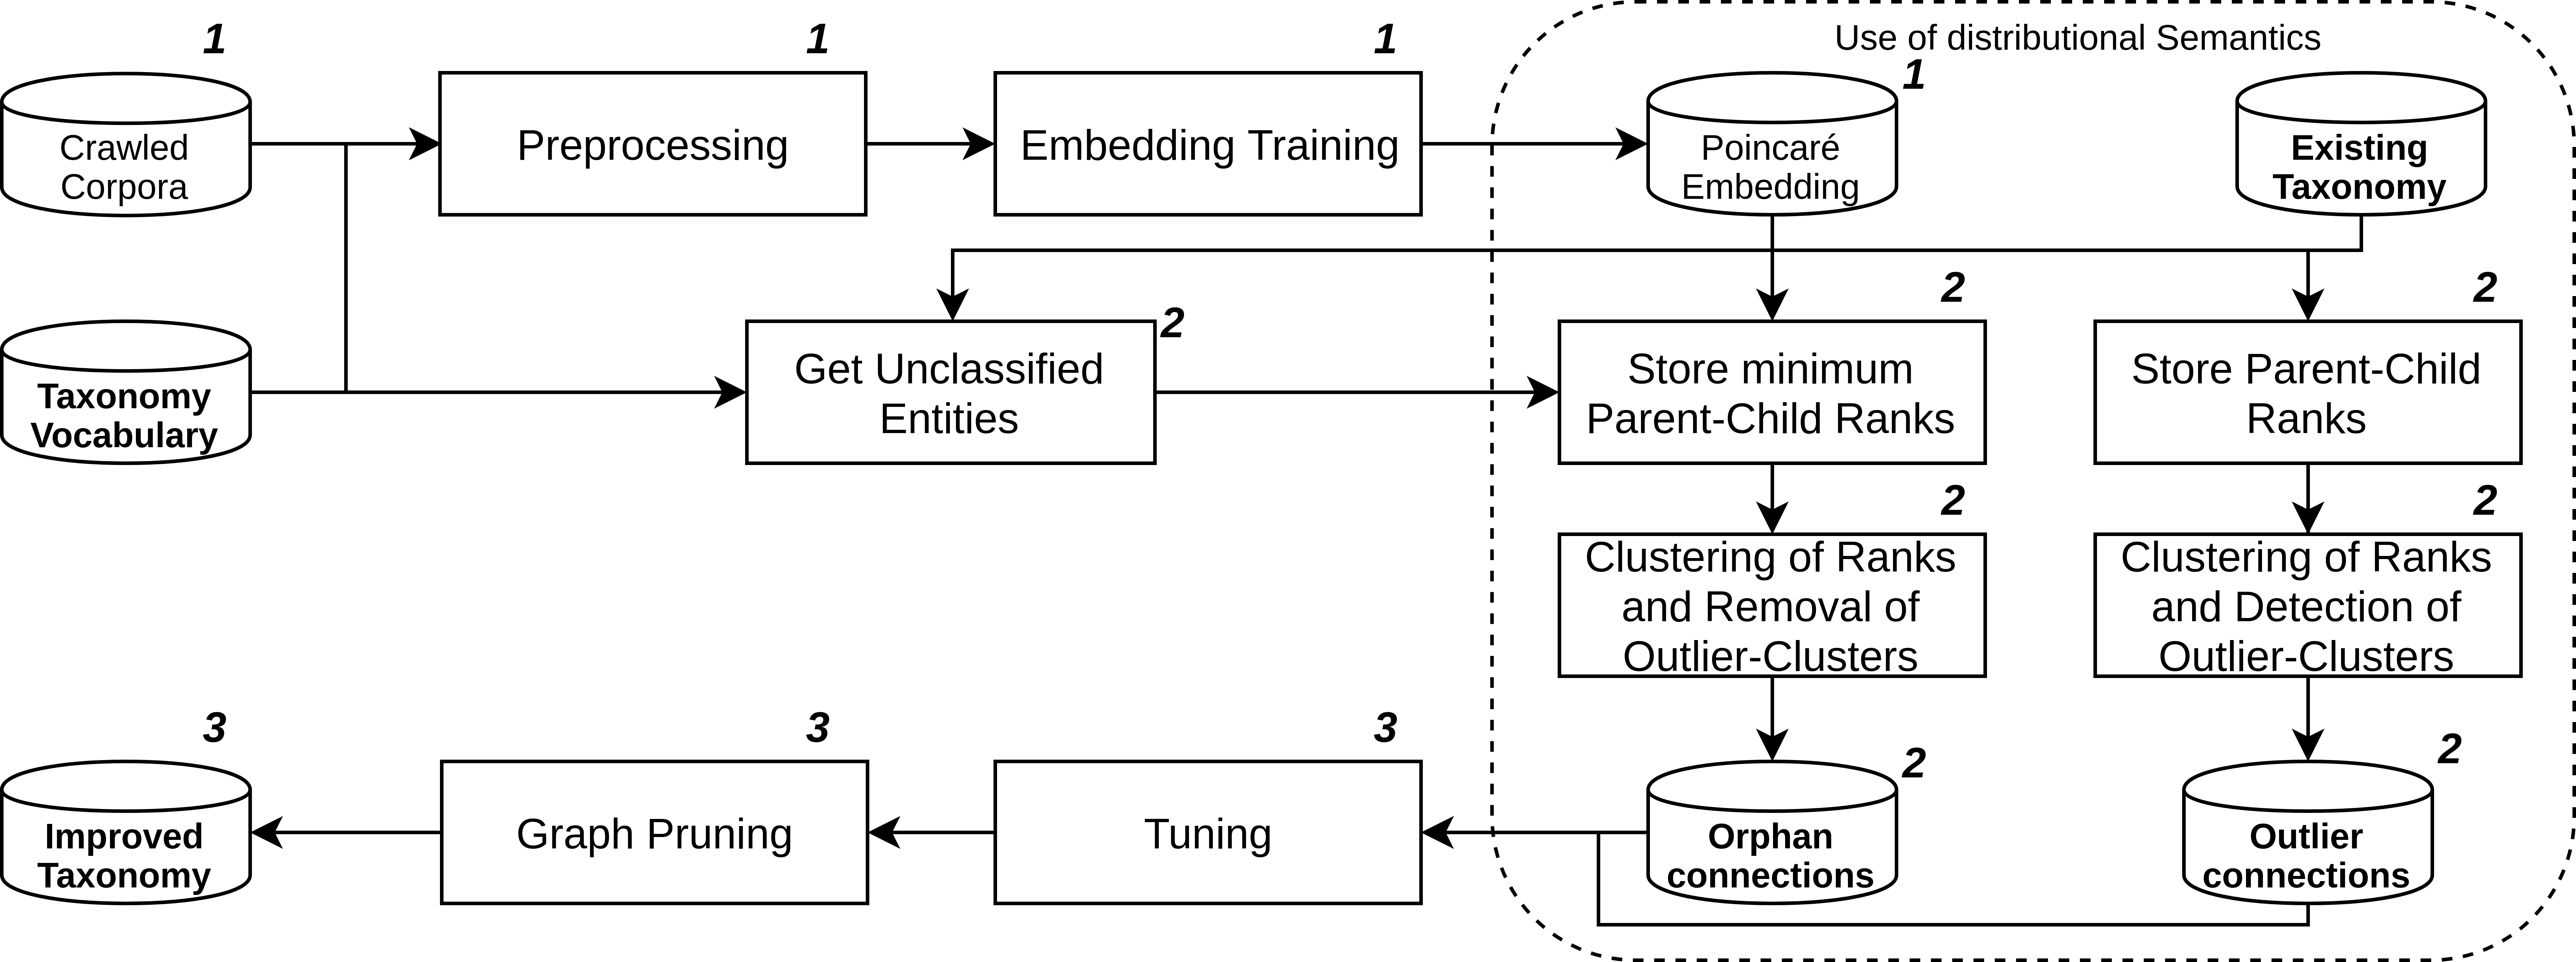 Use of distributional Semantics
1
1
1
1
Crawled
Corpora
Preprocessing
Embedding Training
Poincaré
Embedding
Existing
Taxonomy
2
2
2
Taxonomy
Vocabulary
Get Unclassified
Entities
Store minimum
Parent-Child Ranks
Store Parent-Child
Ranks
2
2
Clustering of Ranks
and Removal of
Outlier-Clusters
Clustering of Ranks
and Detection of
Outlier-Clusters
3
3
3
2
2
Improved
Taxonomy
Graph Pruning
Tuning
Orphan
connections
Outlier
connections